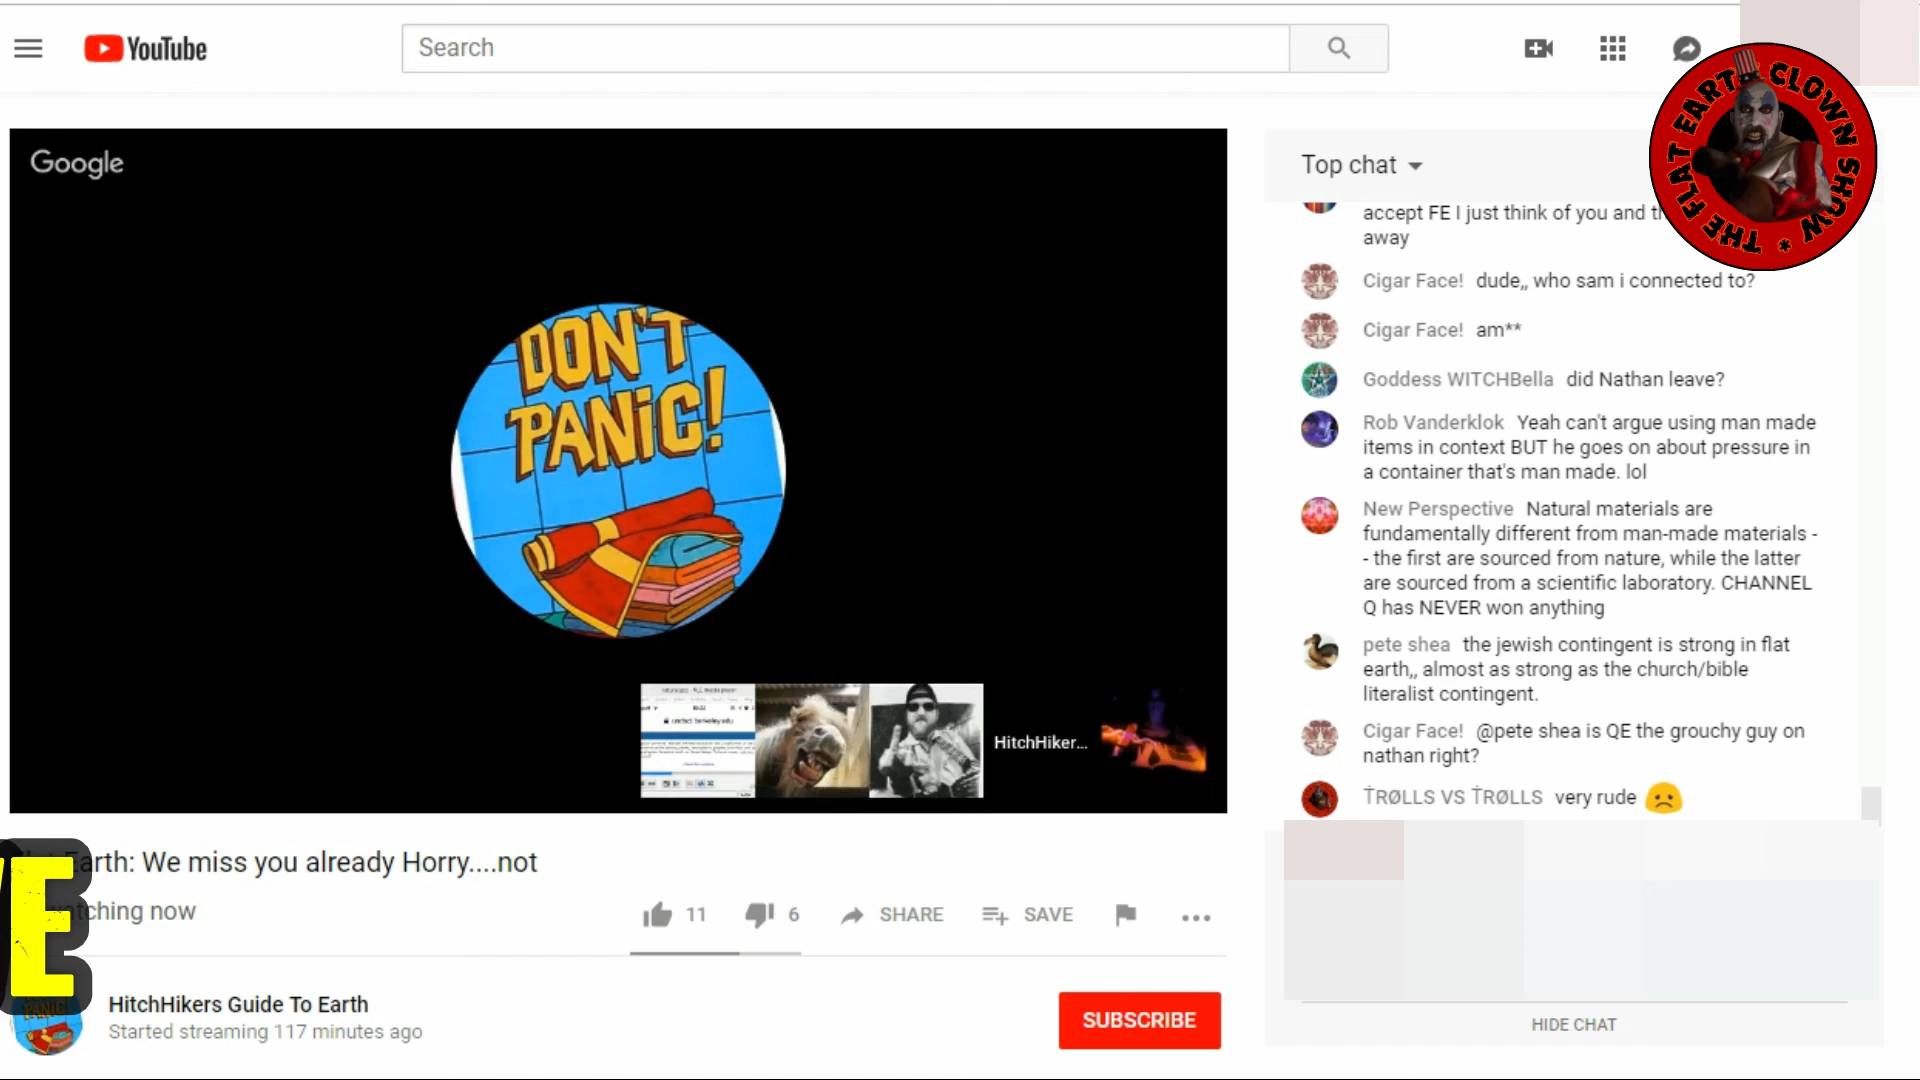 YouTube
Search
THE FLAT EARTH CLOWN SHOW *
Google
DON'T
PANiC!
HitchHiker...
Top chat
accept FE I just think of you and
away
Cigar Face! dude,, who sam i connected to?
Cigar Face! am**
Goddess WITCHBella did Nathan leave?
Rob Vanderklok Yeah can't argue using man made
items in context BUT he goes on about pressure in
a container that's man made. lol
New Perspective Natural materials are
fundamentally different from man-made materials -
- the first are sourced from nature, while the latter
are sourced from a scientific laboratory. CHANNEL
Q has NEVER won anything
pete shea the jewish contingent is strong in flat
earth,, almost as strong as the church/bible
literalist contingent.
Cigar Face! @pete shea is QE the grouchy guy on
nathan right?
ṪRØLLS VS ṪRØLLS very rude
HIDE CHAT
Earth: We miss you already Horry....not
now
11 6 SHARE SAVE
HitchHikers Guide To Earth
Started streaming 117 minutes ago
SUBSCRIBE